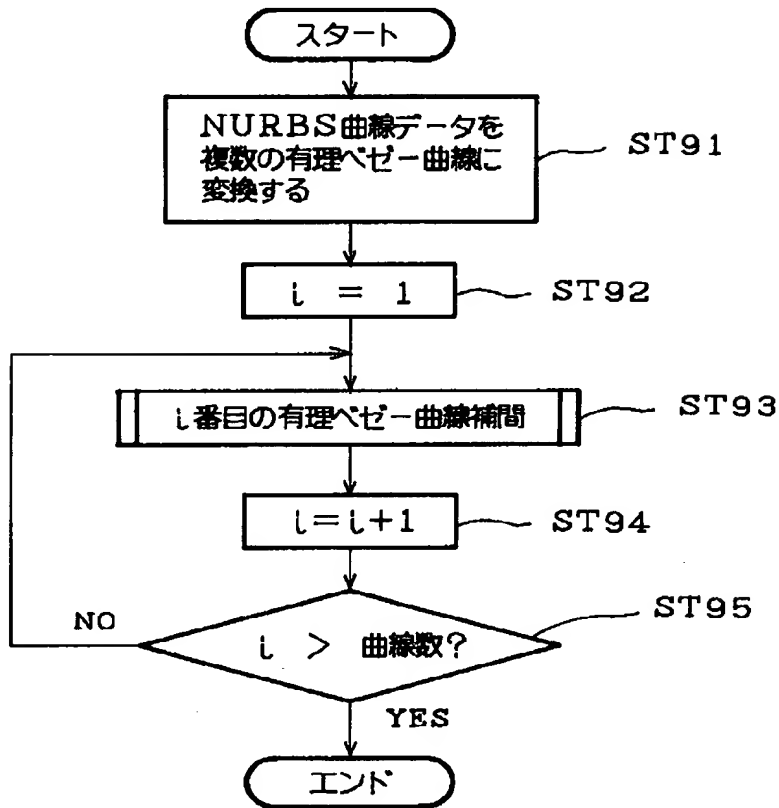 スタート
NURBS曲線データを
複数の有理ベゼー曲線に
変換する
ST91
i = 1
ST92
i番目の有理ベゼー曲線補間
ST93
i=i+1
ST94
ST95
NO
i > 曲線数?
YES
エンド